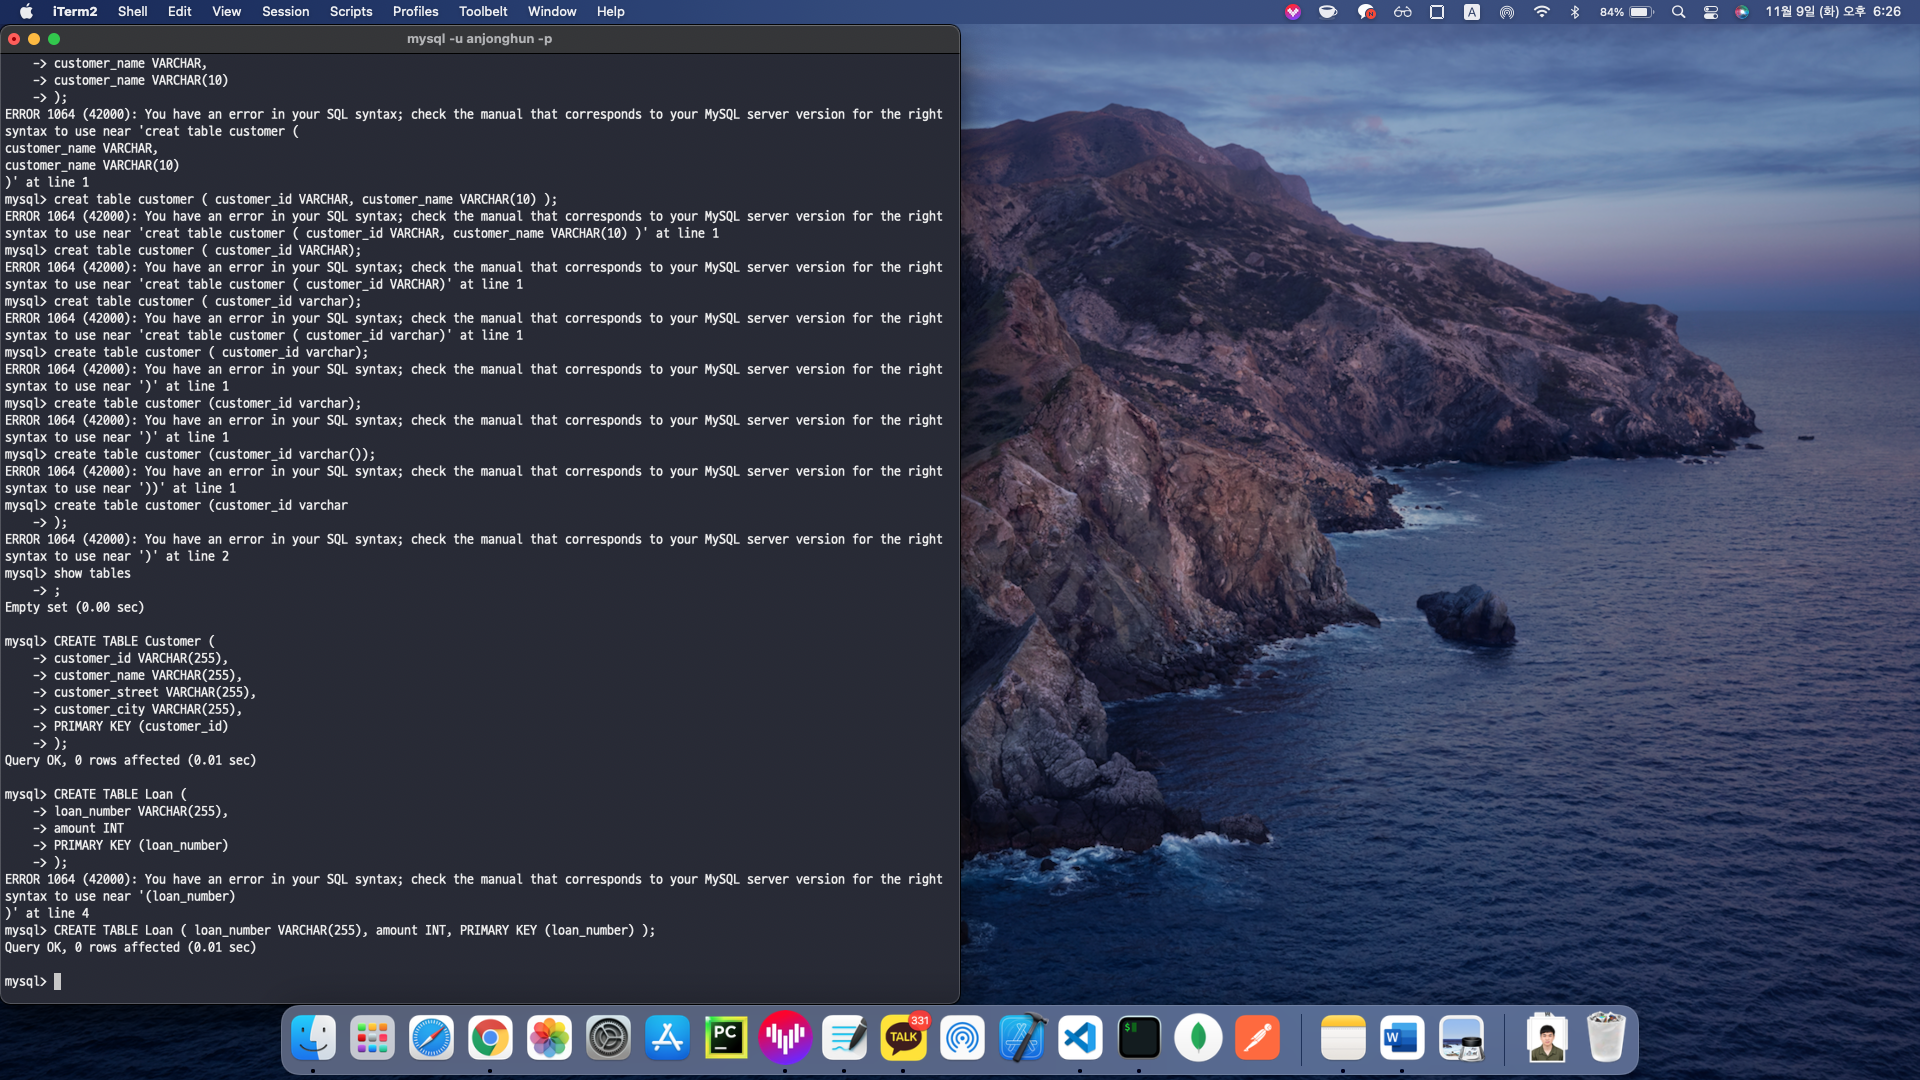 iTerm2 Shell Edit View Session Scripts Profiles Toolbelt Window Help A 84% 11월 9일 (화) 오후 6:26
mysql -u anjonghun -p
-> customer_name VARCHAR,
-> customer_name VARCHAR(10)
-> );
ERROR 1064 (42000): You have an error in your SQL syntax; check the manual that corresponds to your MySQL server version for the right
syntax to use near 'creat table customer (
customer_name VARCHAR,
customer_name VARCHAR(10)
)' at line 1
mysql> creat table customer ( customer_id VARCHAR, customer_name VARCHAR(10) );
ERROR 1064 (42000): You have an error in your SQL syntax; check the manual that corresponds to your MySQL server version for the right
syntax to use near 'creat table customer ( customer_id VARCHAR, customer_name VARCHAR(10) )' at line 1
mysql> creat table customer ( customer_id VARCHAR);
ERROR 1064 (42000): You have an error in your SQL syntax; check the manual that corresponds to your MySQL server version for the right
syntax to use near 'creat table customer ( customer_id VARCHAR)' at line 1
mysql> creat table customer ( customer_id varchar);
ERROR 1064 (42000): You have an error in your SQL syntax; check the manual that corresponds to your MySQL server version for the right
syntax to use near 'creat table customer ( customer_id varchar)' at line 1
mysql> create table customer ( customer_id varchar);
ERROR 1064 (42000): You have an error in your SQL syntax; check the manual that corresponds to your MySQL server version for the right
syntax to use near ')' at line 1
mysql> create table customer (customer_id varchar);
ERROR 1064 (42000): You have an error in your SQL syntax; check the manual that corresponds to your MySQL server version for the right
syntax to use near ')' at line 1
mysql> create table customer (customer_id varchar());
ERROR 1064 (42000): You have an error in your SQL syntax; check the manual that corresponds to your MySQL server version for the right
syntax to use near '))' at line 1
mysql> create table customer (customer_id varchar
-> );
ERROR 1064 (42000): You have an error in your SQL syntax; check the manual that corresponds to your MySQL server version for the right
syntax to use near ')' at line 2
mysql> show tables
-> ;
Empty set (0.00 sec)
mysql> CREATE TABLE Customer (
-> customer_id VARCHAR(255),
-> customer_name VARCHAR(255),
-> customer_street VARCHAR(255),
-> customer_city VARCHAR(255),
-> PRIMARY KEY (customer_id)
-> );
Query OK, 0 rows affected (0.01 sec)
mysql> CREATE TABLE Loan (
-> loan_number VARCHAR(255),
-> amount INT
-> PRIMARY KEY (loan_number)
-> );
ERROR 1064 (42000): You have an error in your SQL syntax; check the manual that corresponds to your MySQL server version for the right
syntax to use near '(loan_number)
)' at line 4
mysql> CREATE TABLE Loan ( loan_number VARCHAR(255), amount INT, PRIMARY KEY (loan_number) );
Query OK, 0 rows affected (0.01 sec)
mysql>
PC TALK 331 $ W